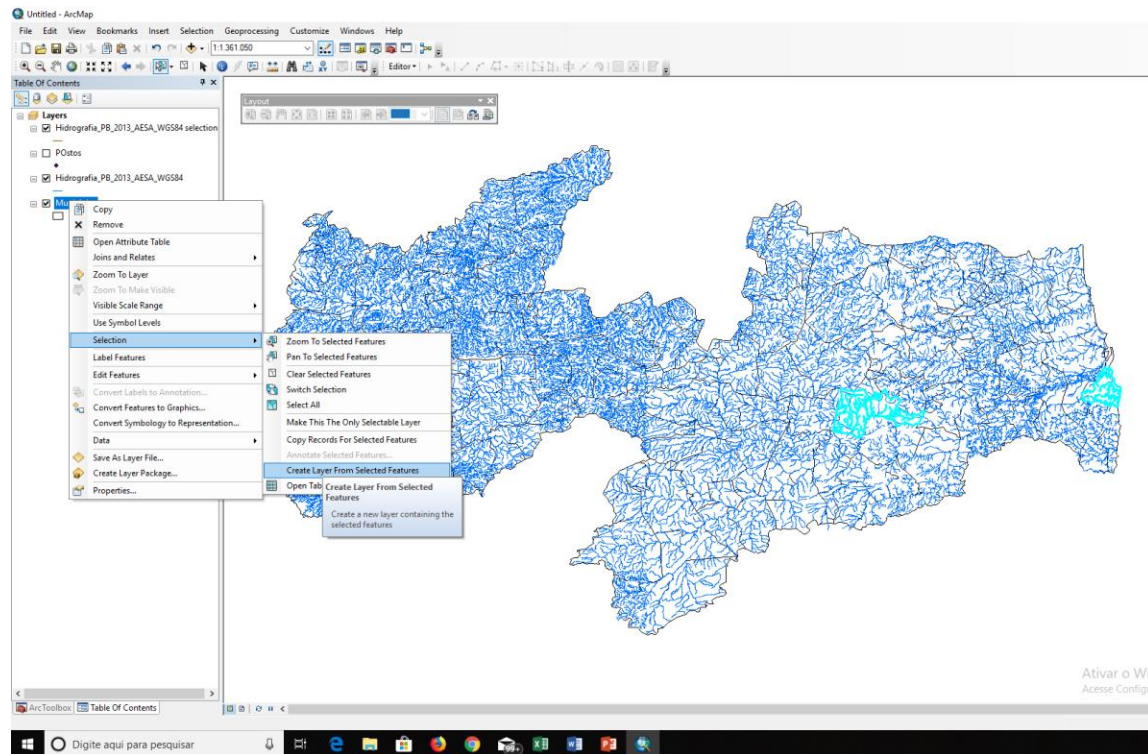 Untitled - ArcMap
File Edit View Bookmarks Insert Selection Geoprocessing Customize Windows Help
1:1.361.050
Editor
Table Of Contents
Layout
Layers
Hidrografia_PB_2013_AESA_WGS84 selection
POstos
Hidrografia_PB_2013_AESA_WGS84
Copy
Remove
Open Attribute Table
Joins and Relates
Zoom To Layer
Zoom To Make Visible
Visible Scale Range
Use Symbol Levels
Selection
Label Features
Edit Features
Convert Labels to Annotation...
Convert Features to Graphics...
Convert Symbology to Representation...
Data
Save As Layer File...
Create Layer Package...
Properties...
Zoom To Selected Features
Pan To Selected Features
Clear Selected Features
Switch Selection
Select All
Make This The Only Selectable Layer
Copy Records For Selected Features
Annotate Selected Features...
Create Layer From Selected Features
Open Tab
Create Layer From Selected
Features
Create a new layer containing the
selected features
Ativar o Wi
Acesse Configu
ArcToolbox Table Of Contents
Digite aqui para pesquisar
99+